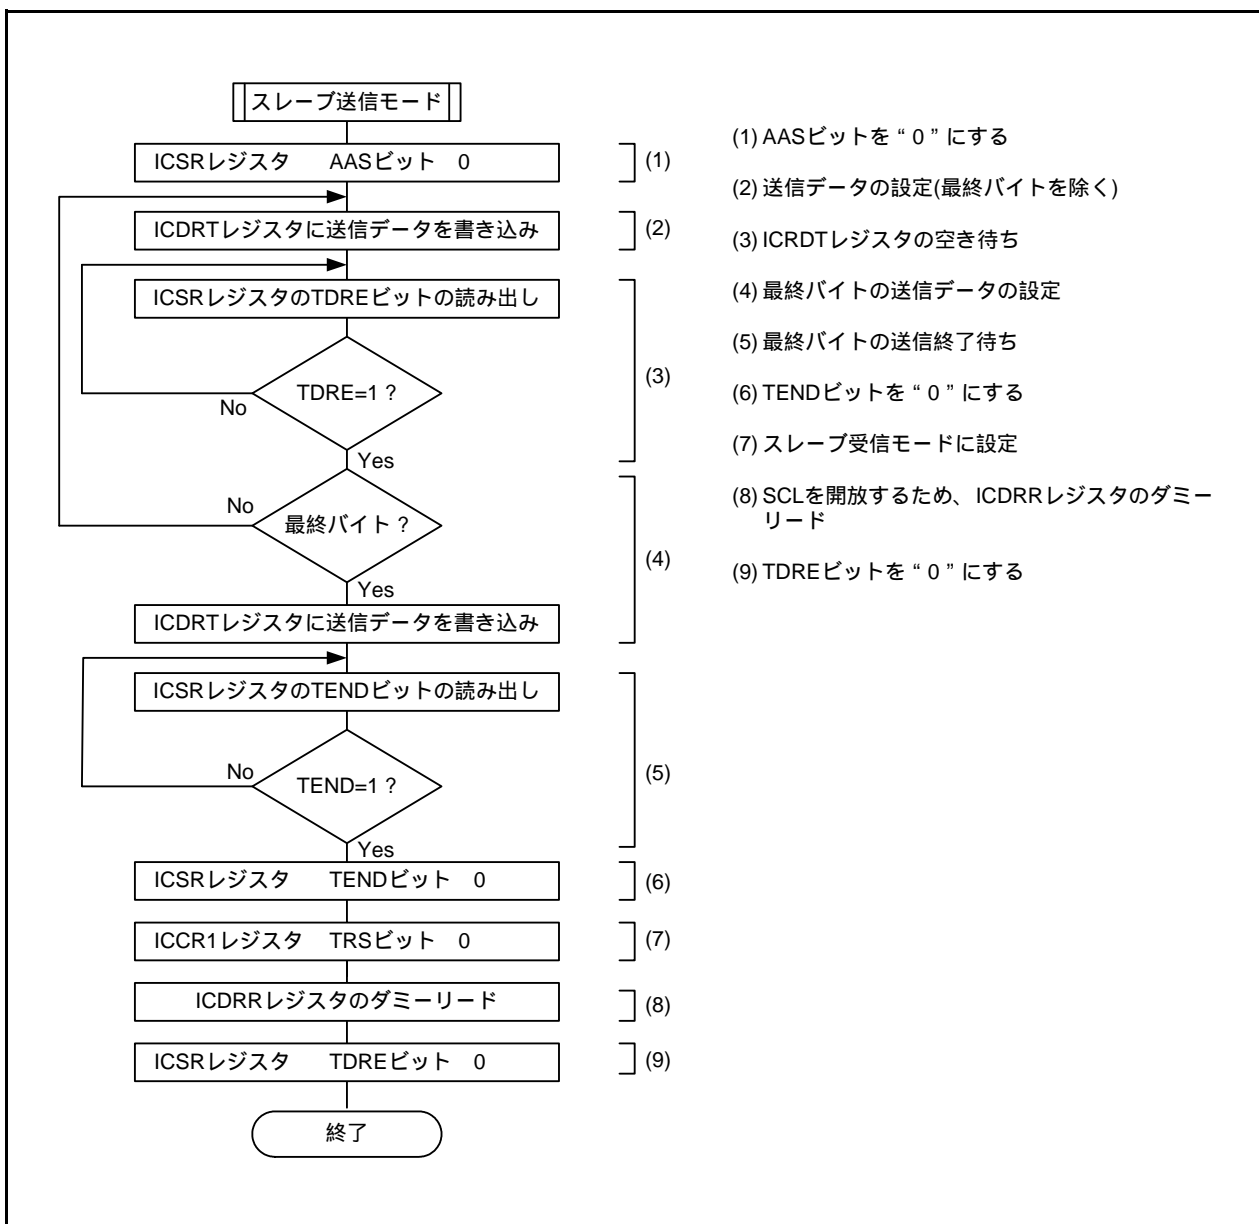 スレーブ送信モード
ICSRレジスタ AASビット 0
(1)
ICDRTレジスタに送信データを書き込み
(2)
ICSRレジスタのTDREビットの読み出し
TDRE=1 ?
No
(3)
Yes
No
最終バイト ?
(4)
Yes
ICDRTレジスタに送信データを書き込み
ICSRレジスタのTENDビットの読み出し
No
TEND=1 ?
(5)
Yes
ICSRレジスタ TENDビット 0
(6)
ICCR1レジスタ TRSビット 0
(7)
ICDRRレジスタのダミーリード
(8)
ICSRレジスタ TDREビット 0
(9)
終了
(1) AASビットを “ 0 ” にする
(2) 送信データの設定(最終バイトを除く)
(3) ICRDTレジスタの空き待ち
(4) 最終バイトの送信データの設定
(5) 最終バイトの送信終了待ち
(6) TENDビットを “ 0 ” にする
(7) スレーブ受信モードに設定
(8) SCLを開放するため、ICDRRレジスタのダミー
リード
(9) TDREビットを “ 0 ” にする